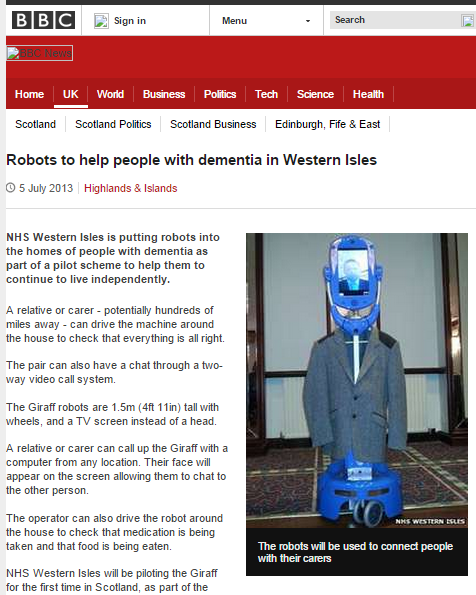 BBC Sign in Menu Search
BBC News
Home UK World Business Politics Tech Science Health
Scotland Scotland Politics Scotland Business Edinburgh, Fife & East
Robots to help people with dementia in Western Isles
5 July 2013 Highlands & Islands
NHS Western Isles is putting robots into
the homes of people with dementia as
part of a pilot scheme to help them to
continue to live independently.
A relative or carer - potentially hundreds of
miles away - can drive the machine around
the house to check that everything is all right.
The pair can also have a chat through a two-
way video call system.
The Giraff robots are 1.5m (4ft 11in) tall with
wheels, and a TV screen instead of a head.
A relative or carer can call up the Giraff with a
computer from any location. Their face will
appear on the screen allowing them to chat to
the other person.
The operator can also drive the robot around
the house to check that medication is being
taken and that food is being eaten.
NHS Western Isles will be piloting the Giraff
for the first time in Scotland, as part of the
NHS WESTERN ISLES
The robots will be used to connect people
with their carers